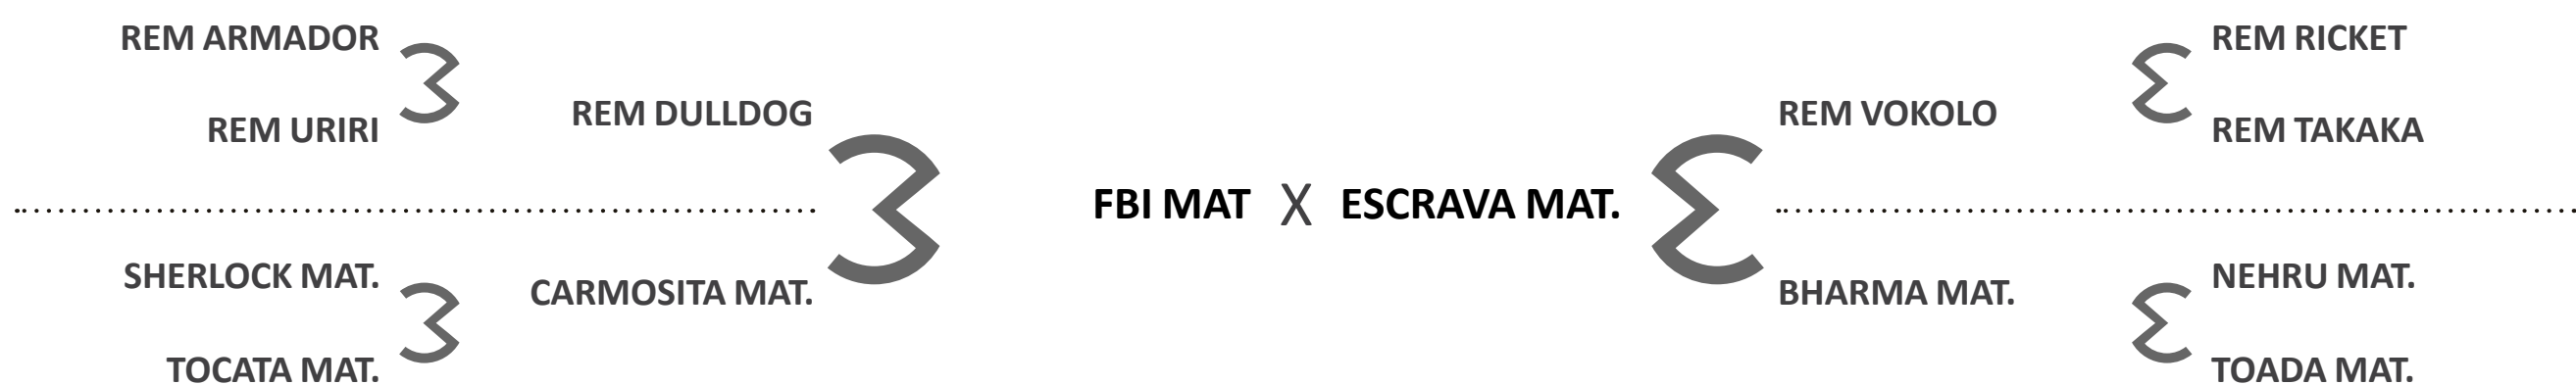 REM ARMADOR
REM URIRI
REM DULLDOG
SHERLOCK MAT.
TOCATA MAT.
CARMOSITA MAT.
FBI MAT X ESCRAVA MAT.
REM VOKOLO
REM RICKET
REM TAKAKA
BHARMA MAT.
NEHRU MAT.
TOADA MAT.